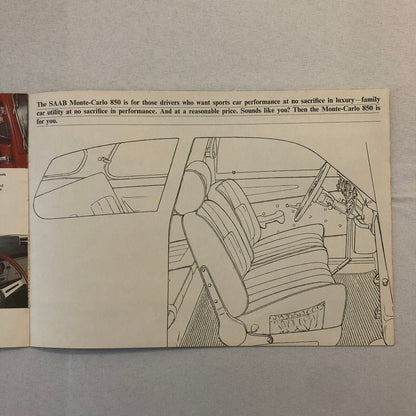 The SAAB Monte-Carlo 850 is for those drivers who want sports car performance at no sacrifice in luxury—family
car utility at no sacrifice in performance. And at a reasonable price. Sounds like you? Then the Monte-Carlo 850 is
for you.